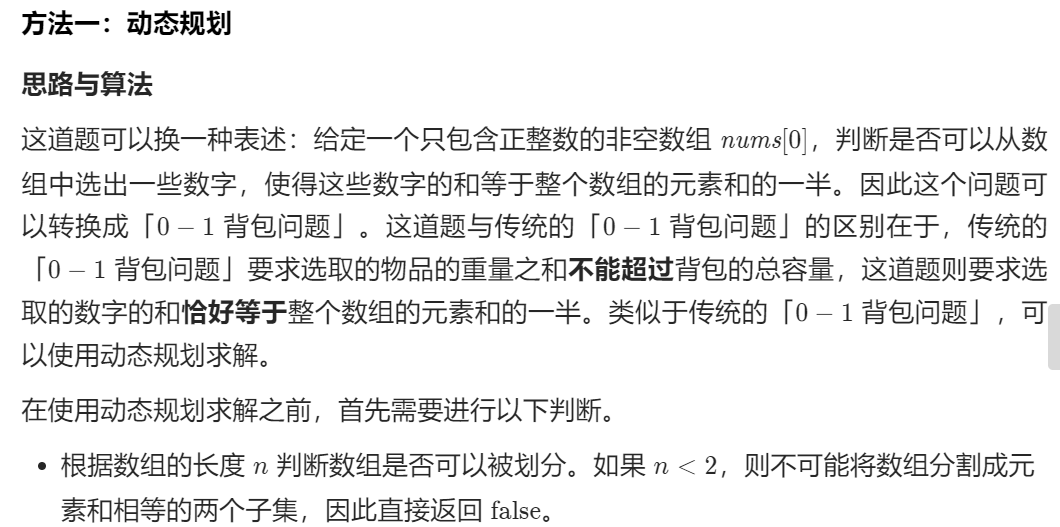 方法一：动态规划
思路与算法
这道题可以换一种表述：给定一个只包含正整数的非空数组 nums[0]，判断是否可以从数
组中选出一些数字，使得这些数字的和等于整个数组的元素和的一半。因此这个问题可
以转换成「0 − 1 背包问题」。这道题与传统的「0 − 1 背包问题」的区别在于，传统的
「0 − 1 背包问题」要求选取的物品的重量之和不能超过背包的总容量，这道题则要求选
取的数字的和恰好等于整个数组的元素和的一半。类似于传统的「0 − 1 背包问题」，可
以使用动态规划求解。
在使用动态规划求解之前，首先需要进行以下判断。
• 根据数组的长度 n 判断数组是否可以被划分。如果 n < 2，则不可能将数组分割成元
素和相等的两个子集，因此直接返回 false。